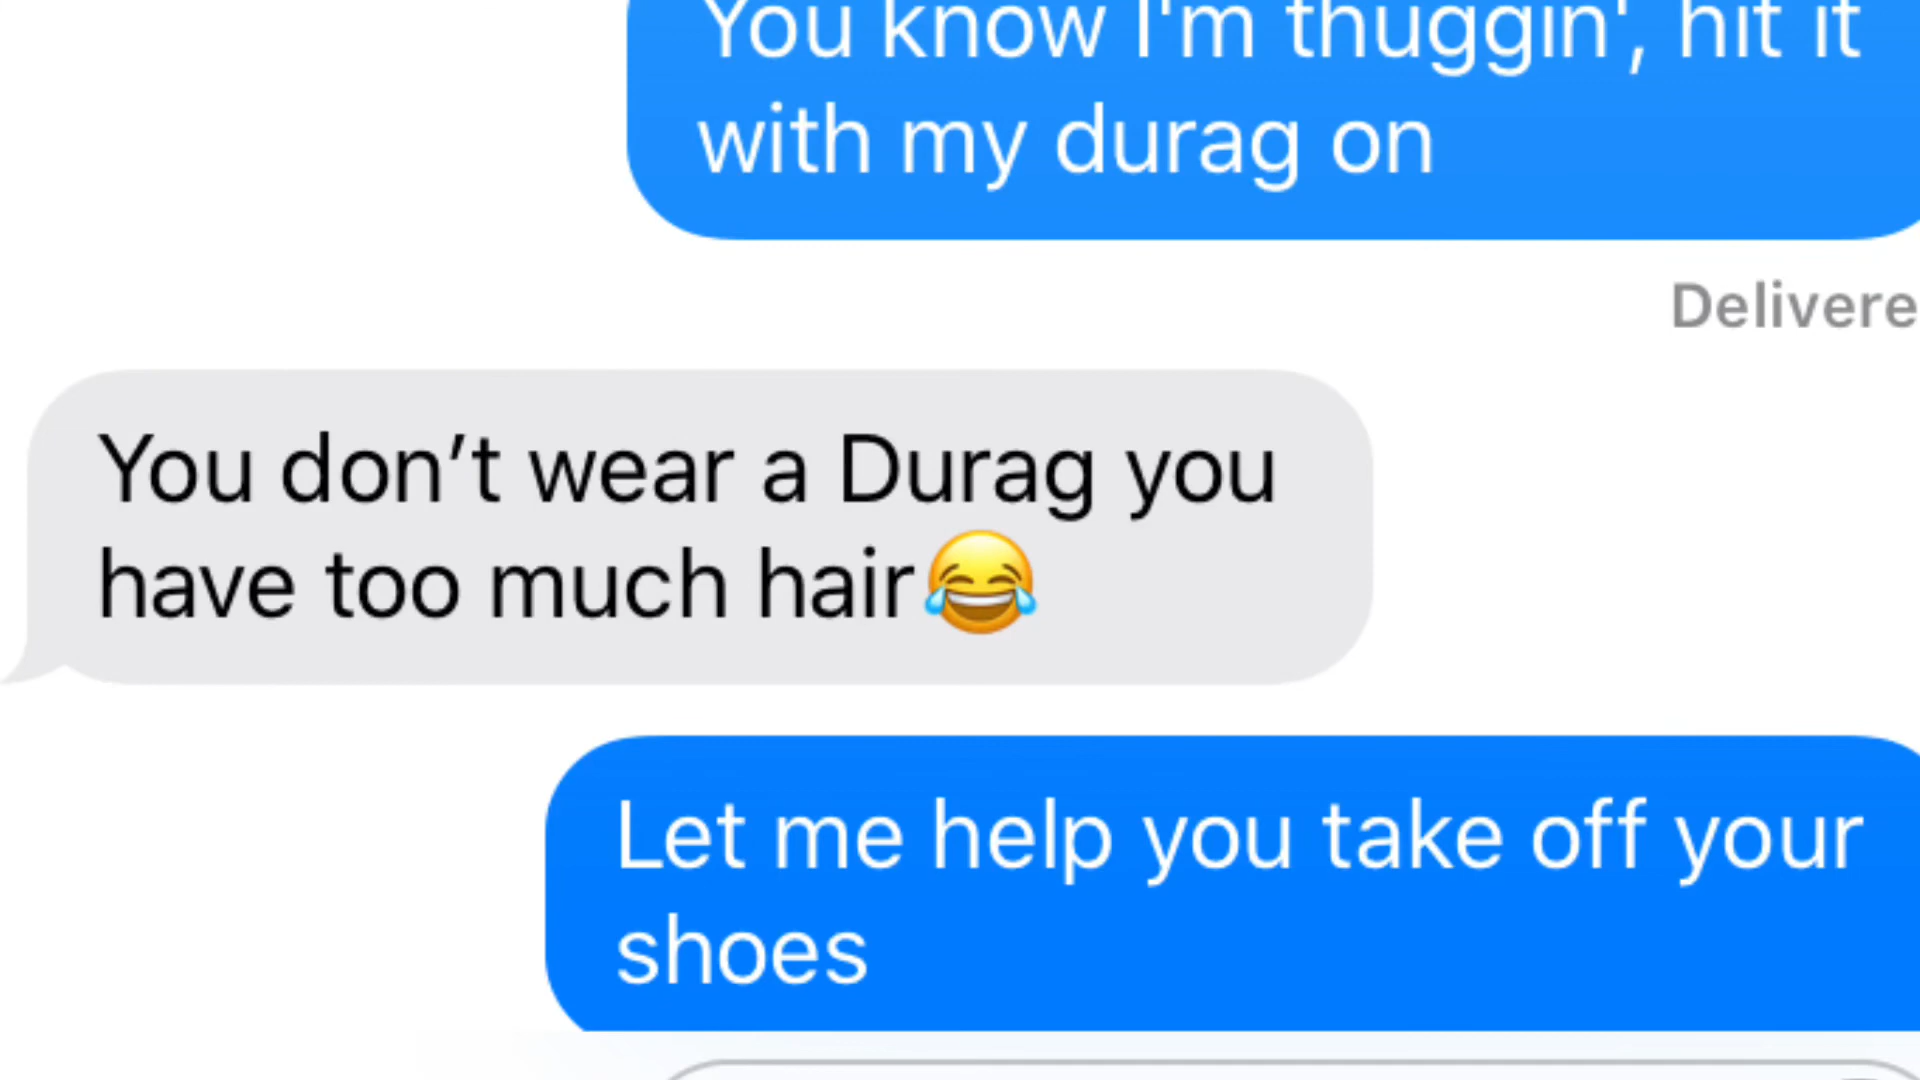 You know I'm thuggin', hit it
with my durag on
Delivere
You don’t wear a Durag you
have too much hair😂
Let me help you take off your
shoes